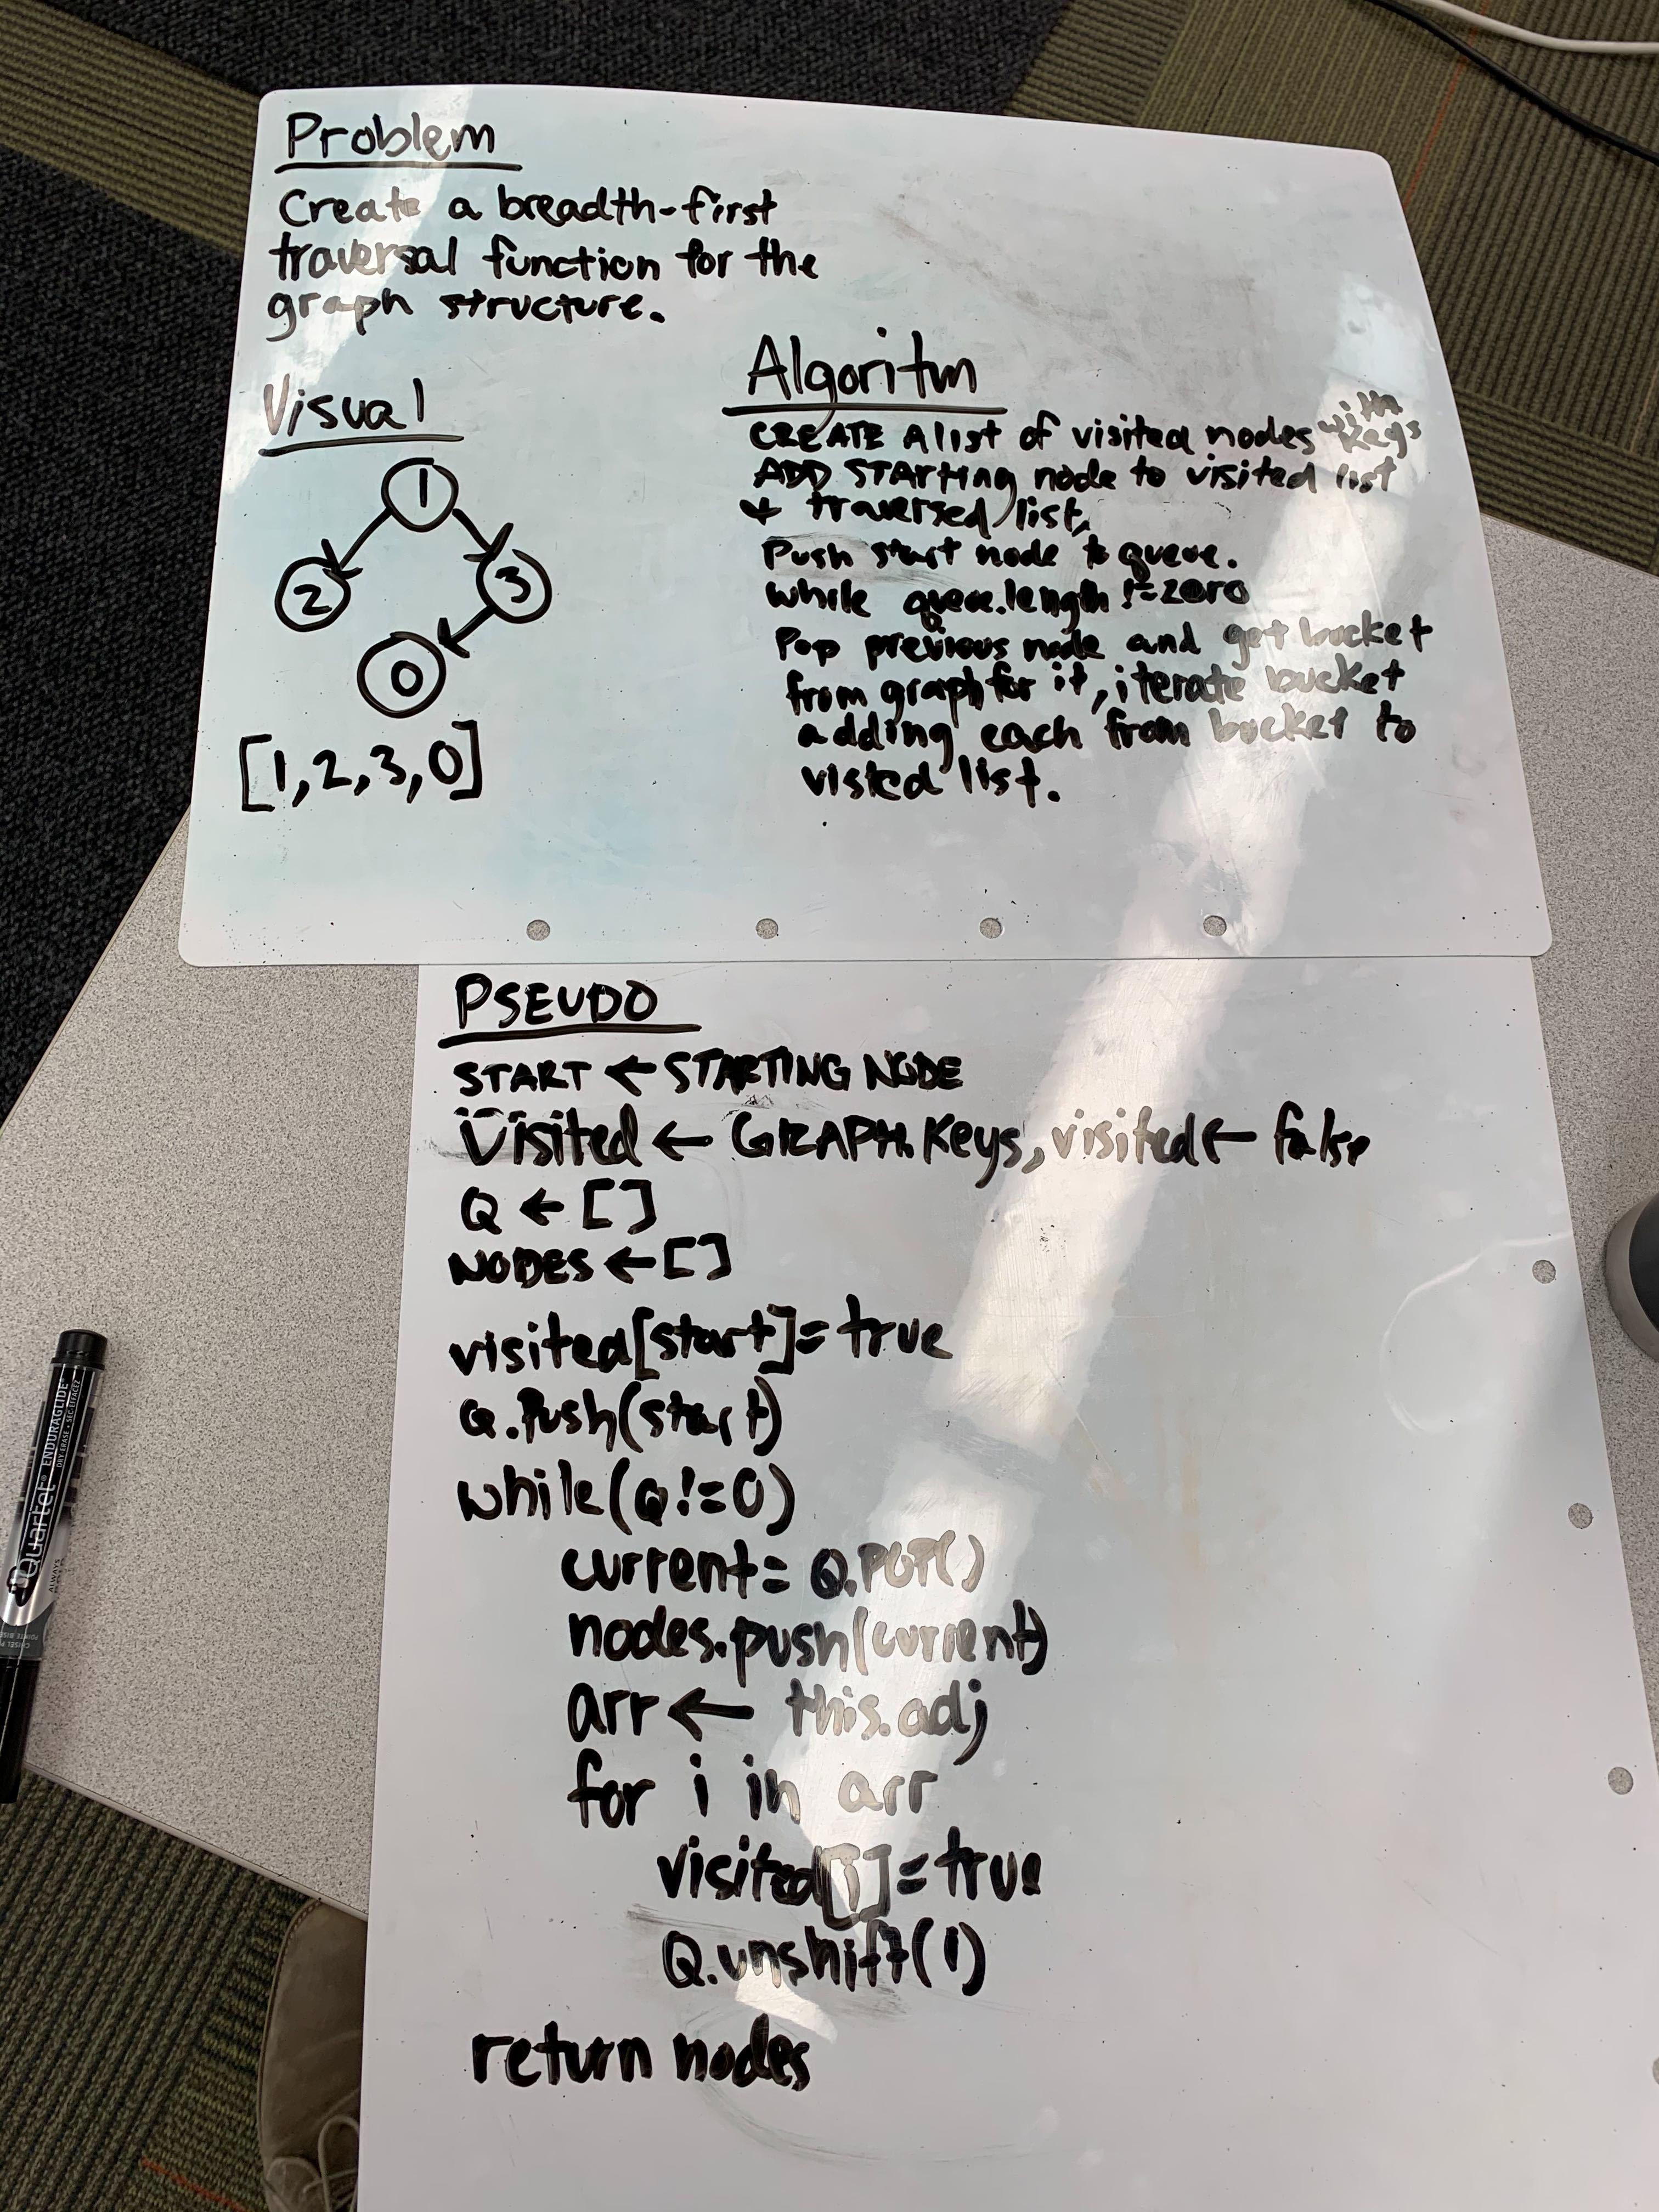 Problem
Create a breadth-first
traversal function for the
graph structure.
Visual
1
2
3
0
[1,2,3,0]
Algoritm
CREATE A list of visited nodes with keys
ADD STARting node to visited list
+ traversed list.
Push start node to queue.
while queue.length != zero
Pop previous node and get bucket
from graph for it, iterate bucket
adding each from bucket to
visted list.
PSEUDO
START ← STARTING NODE
Visited ← GRAPH.Keys, visited ← false
Q ← []
NODES ← []
visited[start]=true
Q.Push(start)
while(Q!=0)
current= Q.POP()
nodes.push(current)
arr ← this.adj
for i in arr
visited[i]=true
Q.unshift(i)
return nodes
Quartet® ENDURAGLIDE®
DRY-ERASE • SEC-EFFACEZ
ALWAYS